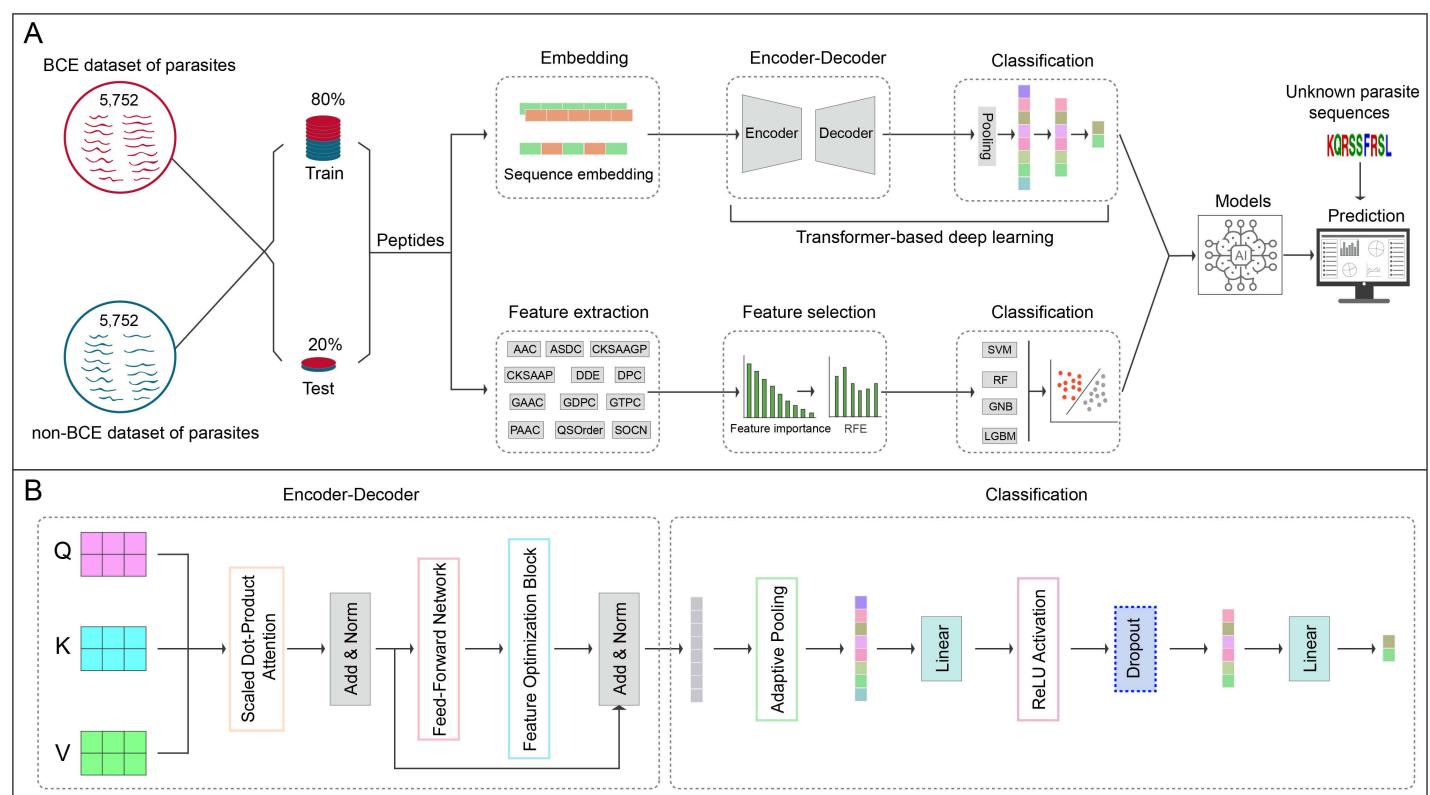 A
BCE dataset of parasites
5,752
5,752
non-BCE dataset of parasites
80%
Train
20%
Test
Peptides
Embedding
Sequence embedding
Encoder-Decoder
Encoder
Decoder
Classification
Pooling
Transformer-based deep learning
Feature extraction
AAC ASDC CKSAAGP
CKSAAP DDE DPC
GAAC GDPC GTPC
PAAC QSOrder SOCN
Feature selection
Feature importance
RFE
Classification
SVM
RF
GNB
LGBM
Models
AI
Unknown parasite
sequences
KQRSSFRSL
Prediction
B
Encoder-Decoder
Q
K
V
Scaled Dot-Product
Attention
Add & Norm
Feed-Forward Network
Feature Optimization Block
Add & Norm
Classification
Adaptive Pooling
Linear
ReLU Activation
Dropout
Linear